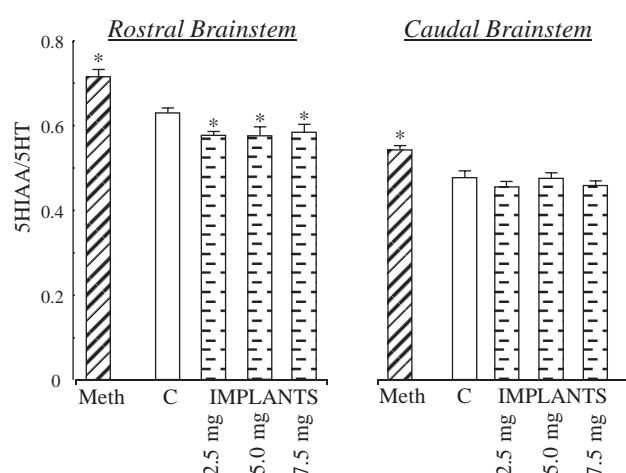 Rostral Brainstem
Caudal Brainstem
5HIAA/5HT
0.8
0.6
0.4
0.2
0
*
*
*
*
*
Meth
C
IMPLANTS
2.5 mg
5.0 mg
7.5 mg
Meth
C
IMPLANTS
2.5 mg
5.0 mg
7.5 mg